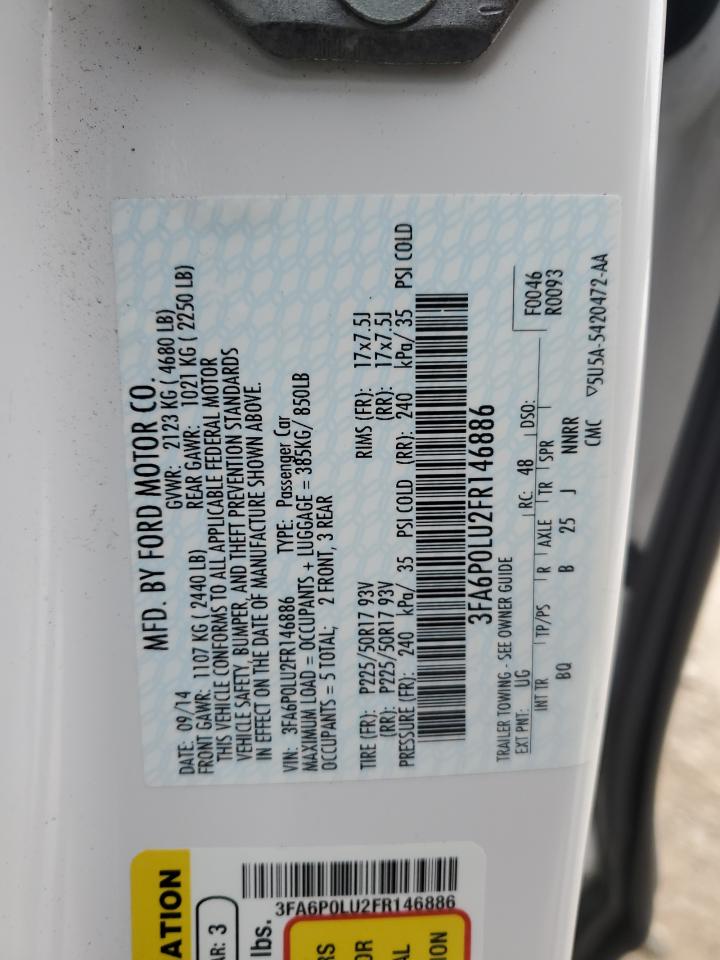 MFD. BY FORD MOTOR CO.
DATE: 09/14 GVWR: 2123 KG ( 4680 LB)
FRONT GAWR: 1107 KG ( 2440 LB) REAR GAWR: 1021 KG ( 2250 LB)
THIS VEHICLE CONFORMS TO ALL APPLICABLE FEDERAL MOTOR
VEHICLE SAFETY, BUMPER, AND THEFT PREVENTION STANDARDS
IN EFFECT ON THE DATE OF MANUFACTURE SHOWN ABOVE.
VIN: 3FA6P0LU2FR146886 TYPE: Passenger Car
MAXIMUM LOAD = OCCUPANTS + LUGGAGE = 385KG/ 850LB
OCCUPANTS = 5 TOTAL; 2 FRONT, 3 REAR
TIRE (FR): P225/50R17 93V RIMS (FR): 17x7.5J
(RR): P225/50R17 93V (RR): 17x7.5J
PRESSURE (FR): 240 kPa/ 35 PSI COLD (RR): 240 kPa/ 35 PSI COLD
3FA6P0LU2FR146886
TRAILER TOWING - SEE OWNER GUIDE F0046
EXT PNT: UG RC: 48 DSO: R0093
INT TR TP/PS R AXLE TR SPR
BQ B 25 J NNRR
CMC ▽5U5A-5420472-AA
ATION
AR: 3
lbs.
3FA6P0LU2FR146886
RS
OR
AL
ION